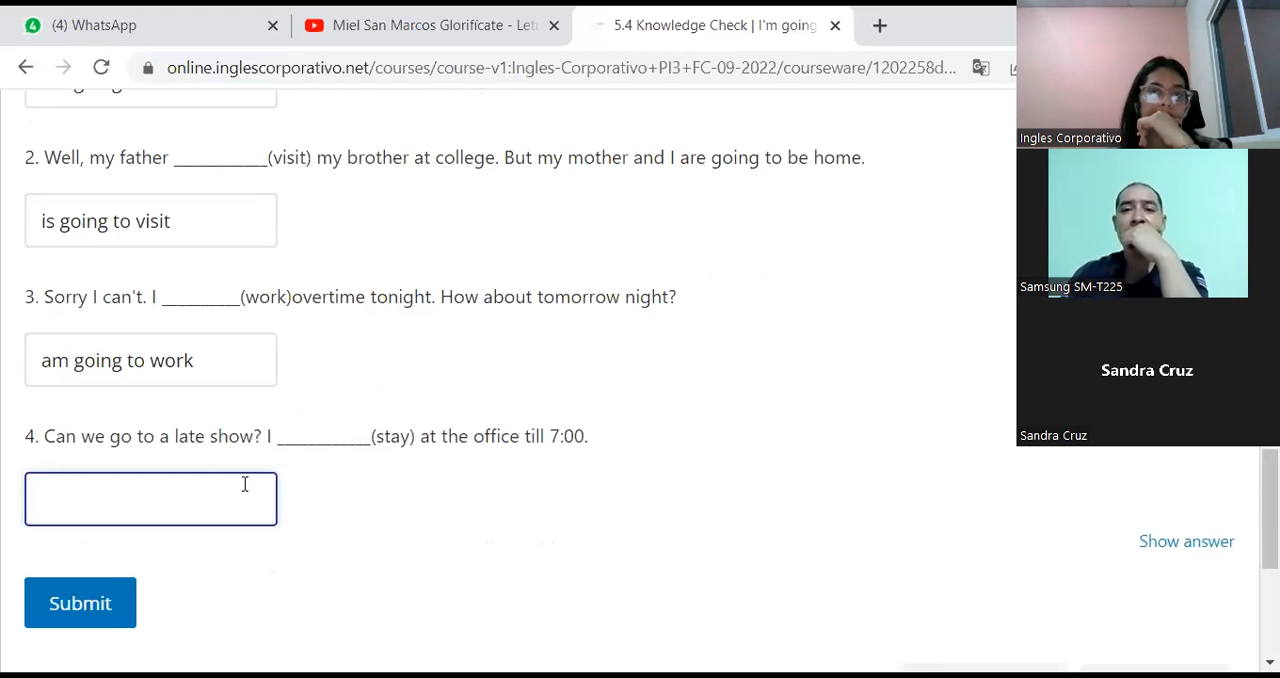 (4) WhatsApp
Miel San Marcos Glorifícate - Let
5.4 Knowledge Check | I'm going
online.inglescorporativo.net/courses/course-v1:Ingles-Corporativo+PI3+FC-09-2022/courseware/1202258d...
2. Well, my father ___________(visit) my brother at college. But my mother and I are going to be home.
is going to visit
3. Sorry I can't. I _________(work)overtime tonight. How about tomorrow night?
am going to work
4. Can we go to a late show? I ___________(stay) at the office till 7:00.
Show answer
Submit
Ingles Corporativo
Samsung SM-T225
Sandra Cruz
Sandra Cruz